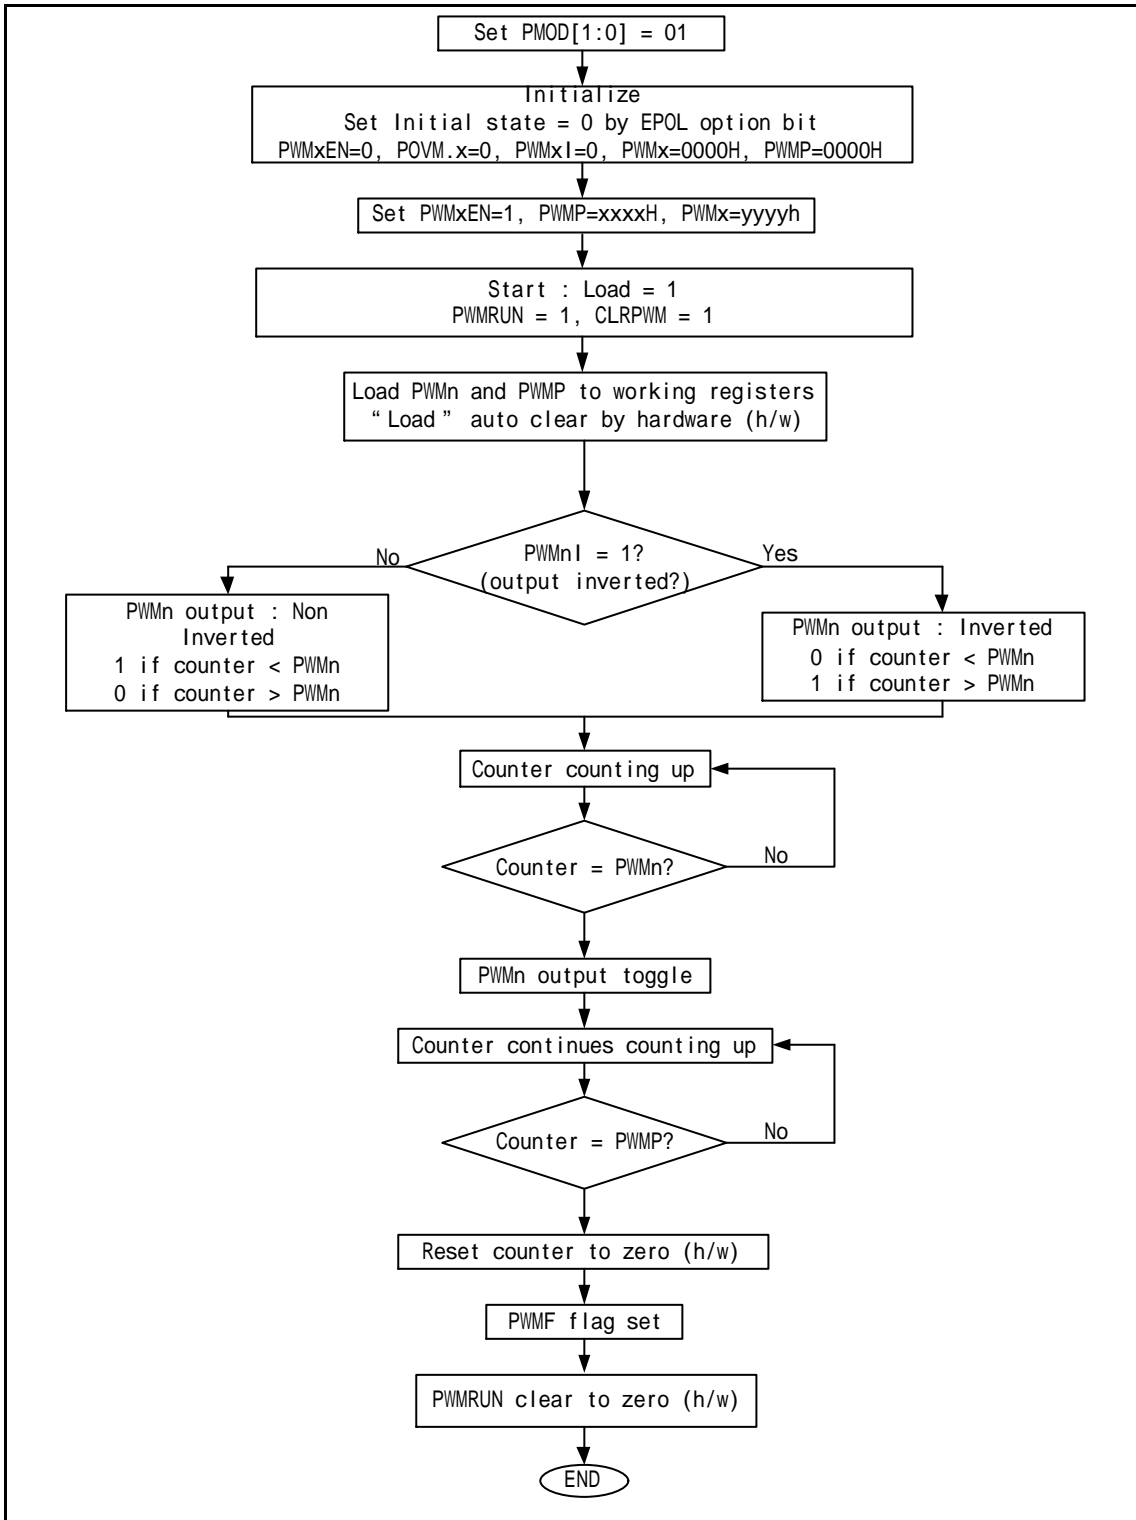 Set PMOD[1:0] = 01
Initialize
Set Initial state = 0 by EPOL option bit
PWMxEN=0, POVM.x=0, PWMxI=0, PWMx=0000H, PWMP=0000H
Set PWMxEN=1, PWMP=xxxxH, PWMx=yyyyh
Start : Load = 1
PWMRUN = 1, CLRPWM = 1
Load PWMn and PWMP to working registers
“Load” auto clear by hardware (h/w)
PWMnI = 1?
(output inverted?)
No
Yes
PWMn output : Non
Inverted
1 if counter < PWMn
0 if counter > PWMn
PWMn output : Inverted
0 if counter < PWMn
1 if counter > PWMn
Counter counting up
Counter = PWMn?
No
PWMn output toggle
Counter continues counting up
Counter = PWMP?
No
Reset counter to zero (h/w)
PWMF flag set
PWMRUN clear to zero (h/w)
END